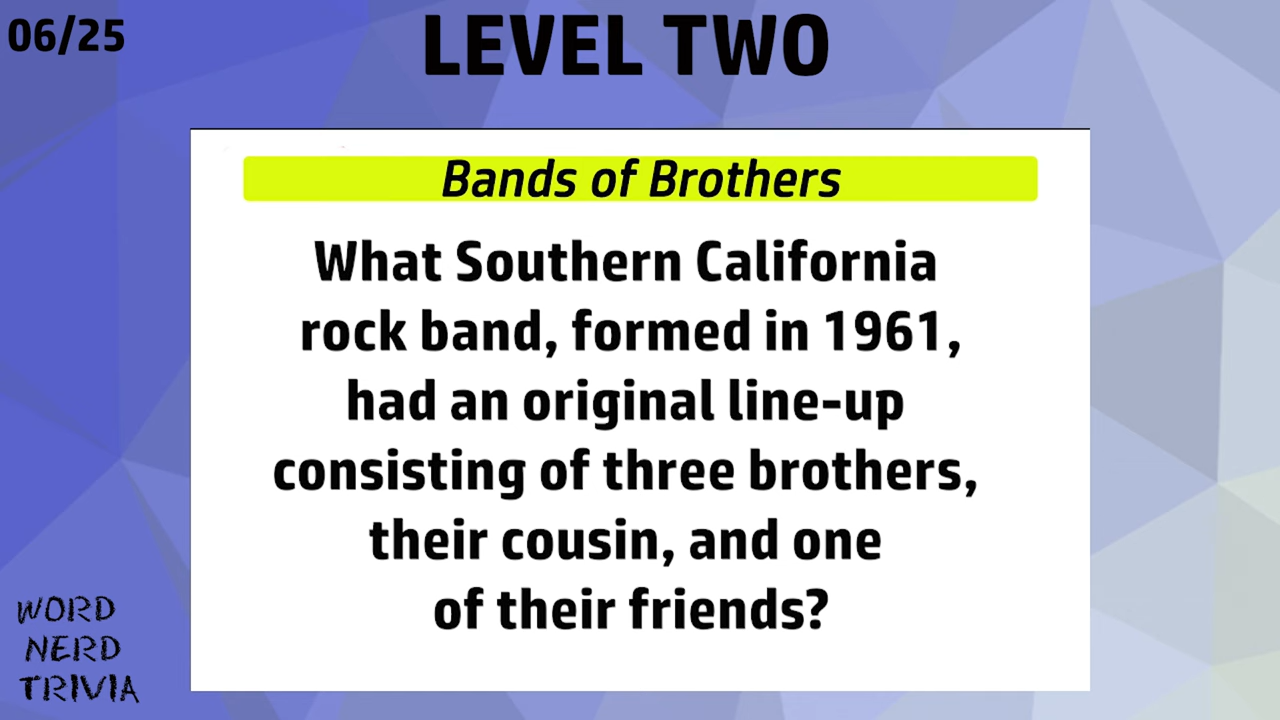 06/25
LEVEL TWO
Bands of Brothers
What Southern California
rock band, formed in 1961,
had an original line-up
consisting of three brothers,
their cousin, and one
of their friends?
WORD
NERD
TRIVIA